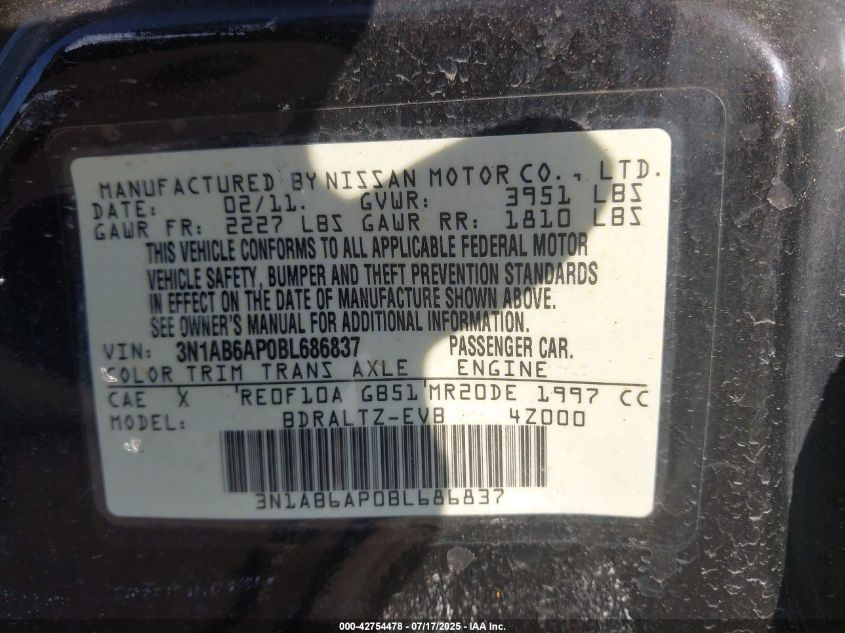 MANUFACTURED BY NISSAN MOTOR CO., LTD.
DATE: 02/11. GVWR: 3951 LBS
GAWR FR: 2227 LBS GAWR RR: 1810 LBS
THIS VEHICLE CONFORMS TO ALL APPLICABLE FEDERAL MOTOR
VEHICLE SAFETY, BUMPER AND THEFT PREVENTION STANDARDS
IN EFFECT ON THE DATE OF MANUFACTURE SHOWN ABOVE.
SEE OWNER'S MANUAL FOR ADDITIONAL INFORMATION.
VIN: 3N1AB6AP0BL686837 PASSENGER CAR.
COLOR TRIM TRANS AXLE ENGINE
CAE X RE0F10A GB51 MR20DE 1997 CC
MODEL: BDRALTZ-EVB 4Z000
3N1AB6AP0BL686837
000-42754478 - 07/17/2025 - IAA Inc.